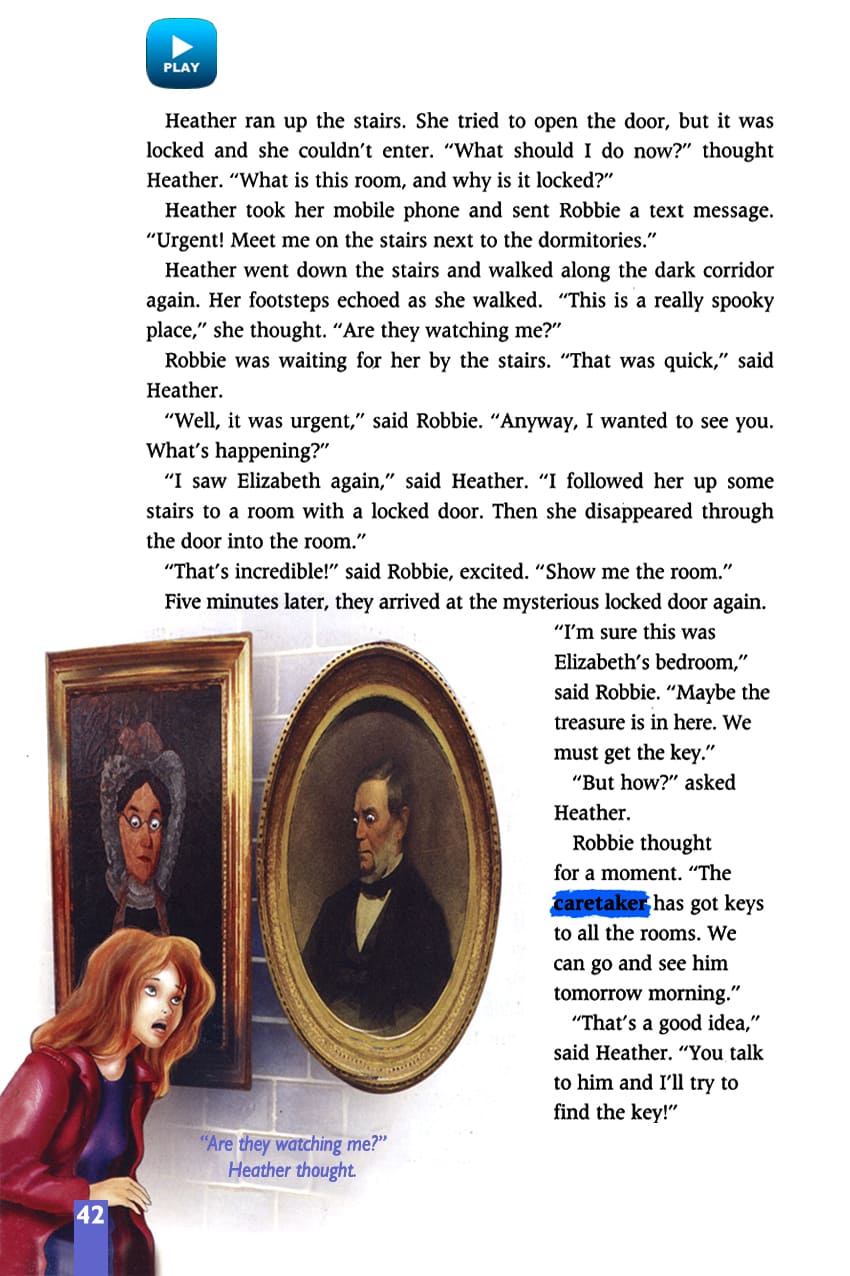 PLAY
Heather ran up the stairs. She tried to open the door, but it was
locked and she couldn't enter. “What should I do now?” thought
Heather. “What is this room, and why is it locked?”
Heather took her mobile phone and sent Robbie a text message.
“Urgent! Meet me on the stairs next to the dormitories.”
Heather went down the stairs and walked along the dark corridor
again. Her footsteps echoed as she walked. “This is a really spooky
place,” she thought. “Are they watching me?”
Robbie was waiting for her by the stairs. “That was quick,” said
Heather.
“Well, it was urgent,” said Robbie. “Anyway, I wanted to see you.
What's happening?”
“I saw Elizabeth again,” said Heather. “I followed her up some
stairs to a room with a locked door. Then she disappeared through
the door into the room.”
“That's incredible!” said Robbie, excited. “Show me the room.”
Five minutes later, they arrived at the mysterious locked door again.
“I'm sure this was
Elizabeth's bedroom,”
said Robbie. “Maybe the
treasure is in here. We
must get the key.”
“But how?” asked
Heather.
Robbie thought
for a moment. “The
caretaker has got keys
to all the rooms. We
can go and see him
tomorrow morning.”
“That's a good idea,”
said Heather. “You talk
to him and I'll try to
find the key!”
“Are they watching me?”
Heather thought.
42